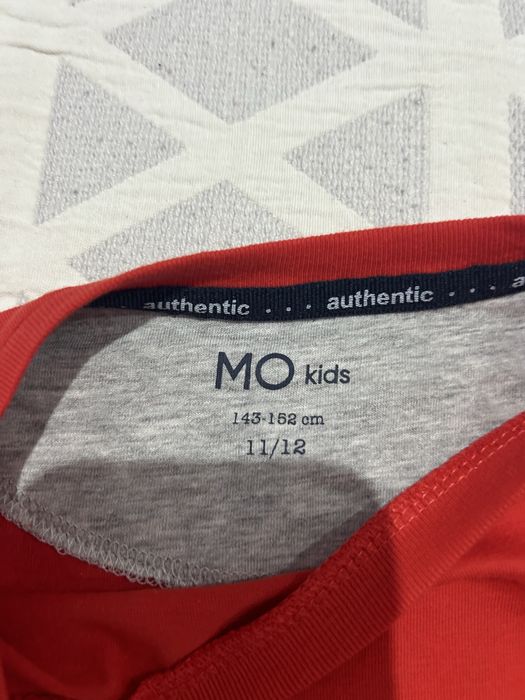 authentic . . . authentic . . . a
MO kids
143-152 cm
11/12